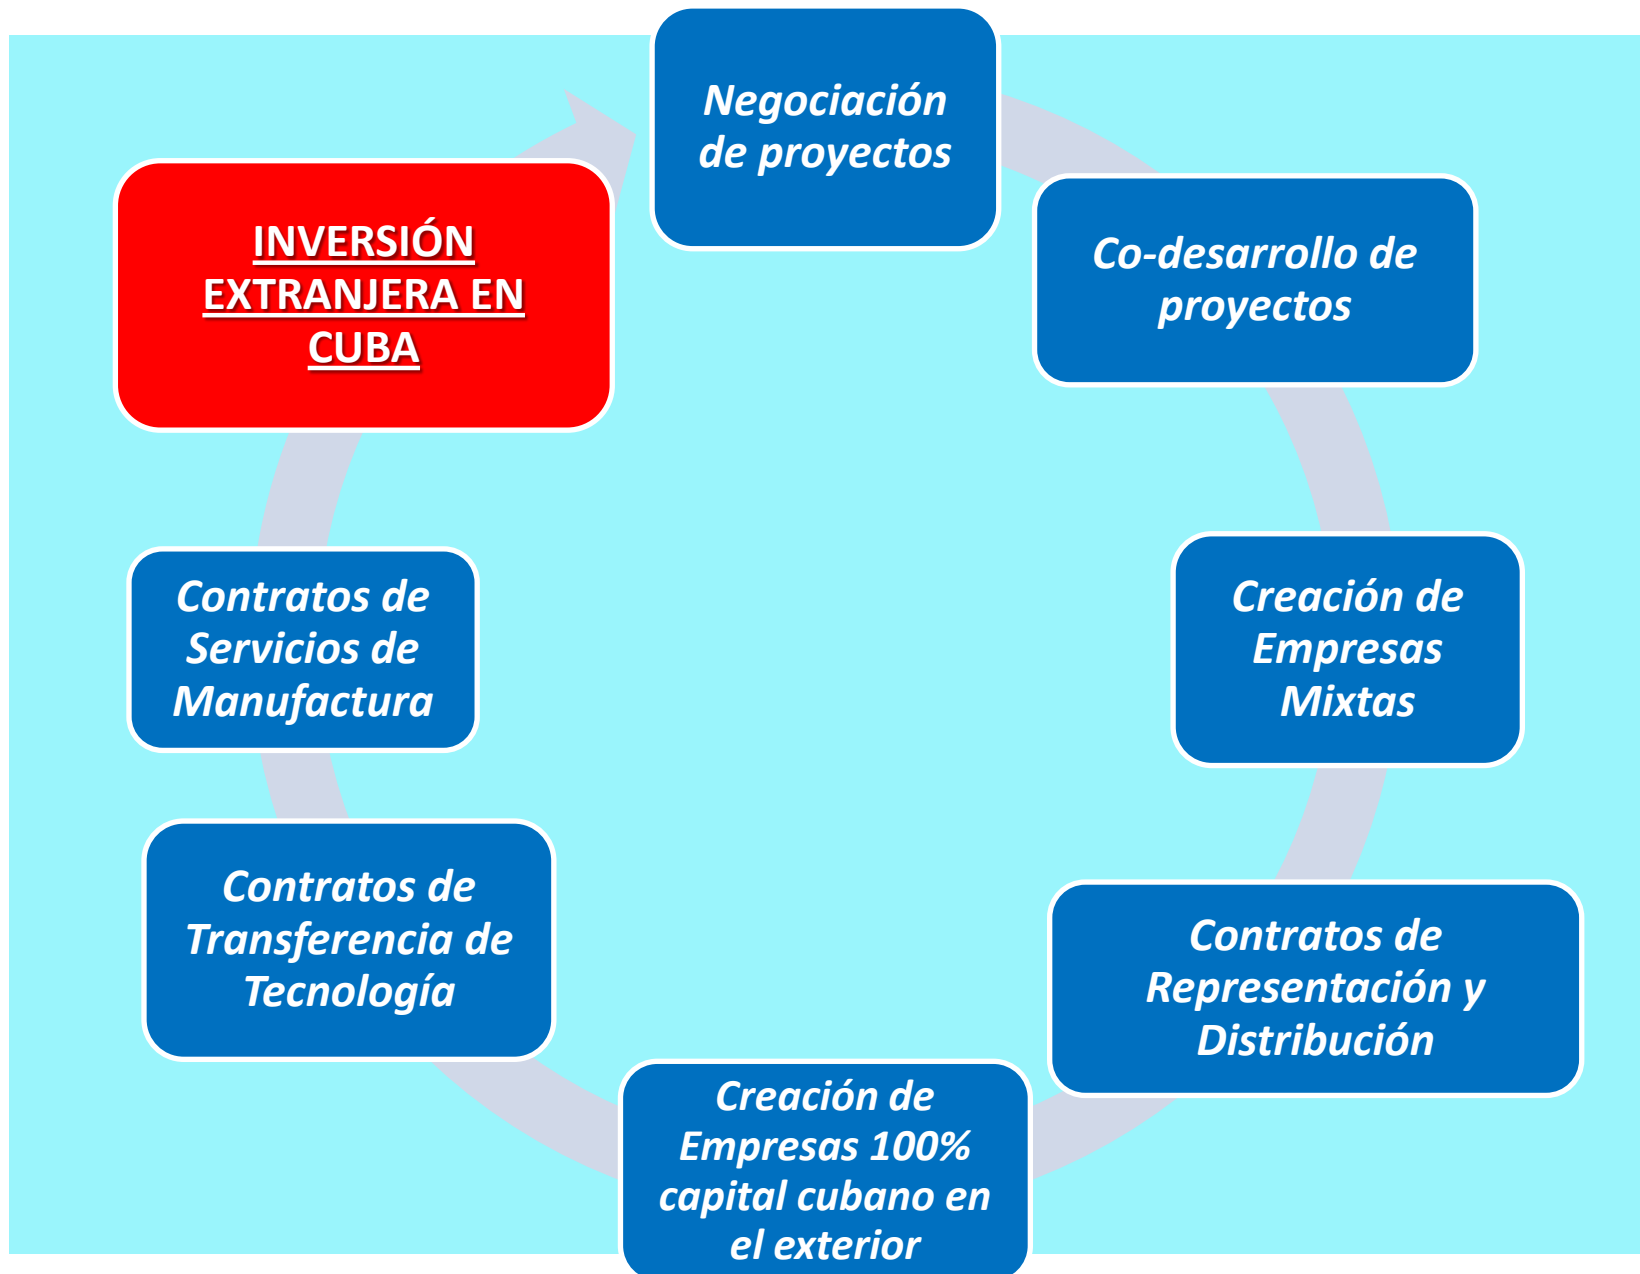 Negociación
de proyectos
Co-desarrollo de
proyectos
Creación de
Empresas
Mixtas
Contratos de
Representación y
Distribución
Creación de
Empresas 100%
capital cubano en
el exterior
Contratos de
Transferencia de
Tecnología
Contratos de
Servicios de
Manufactura
INVERSIÓN
EXTRANJERA EN
CUBA